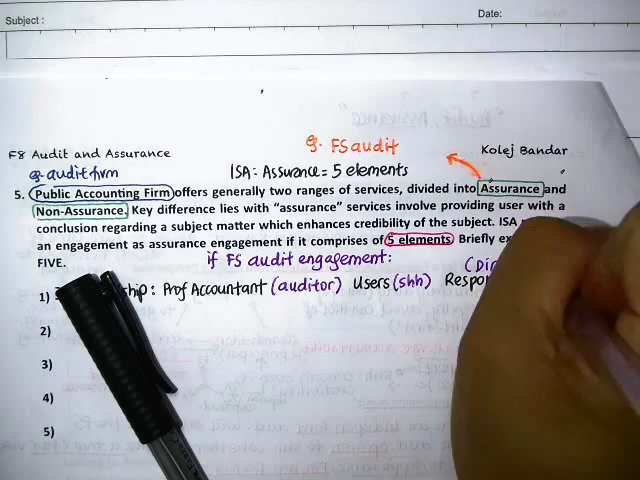 Subject :
Date:
eg. FS audit
F8 Audit and Assurance
Kolej Bandar
eg. audit firm
ISA: Assurance = 5 elements
5. Public Accounting Firm offers generally two ranges of services, divided into Assurance and
Non-Assurance. Key difference lies with “assurance” services involve providing user with a
conclusion regarding a subject matter which enhances credibility of the subject. ISA
an engagement as assurance engagement if it comprises of 5 elements. Briefly
FIVE.
if FS audit engagement:
1) : Prof Accountant (auditor) Users (shh)
2)
3)
4)
5)